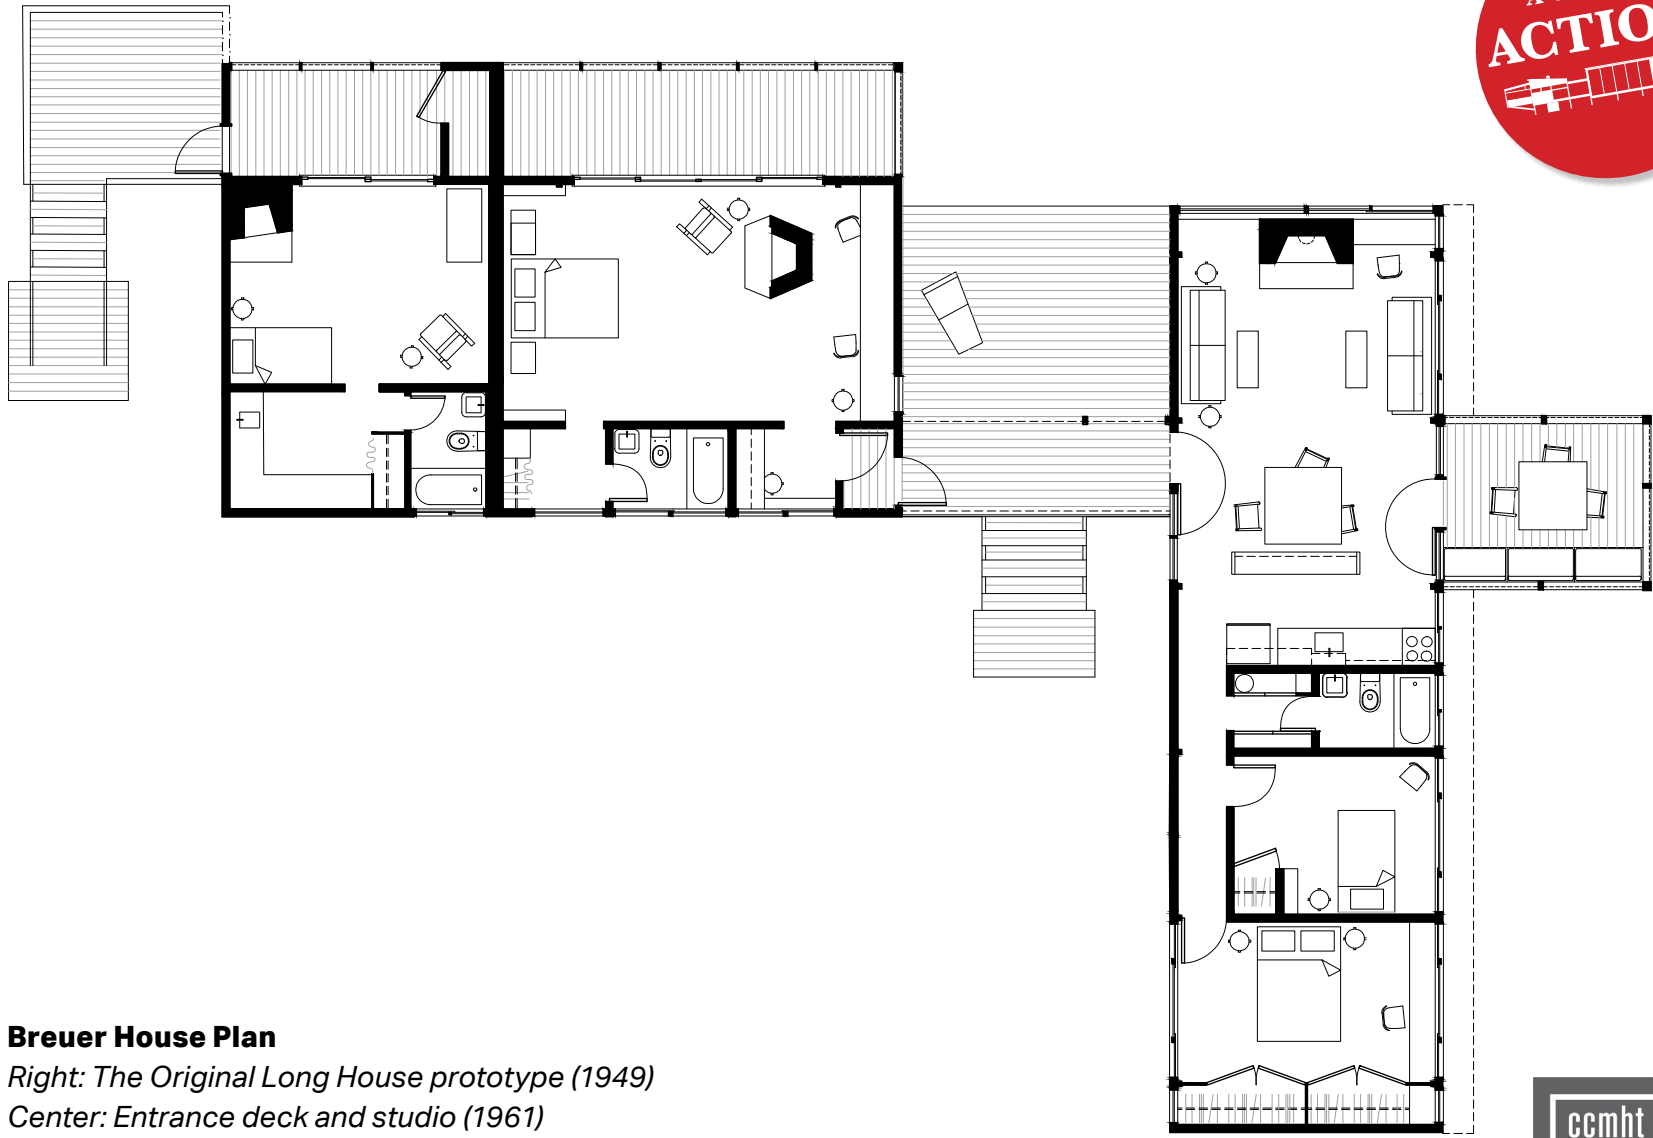 ACTIO
Breuer House Plan
Right: The Original Long House prototype (1949)
Center: Entrance deck and studio (1961)
ccmht